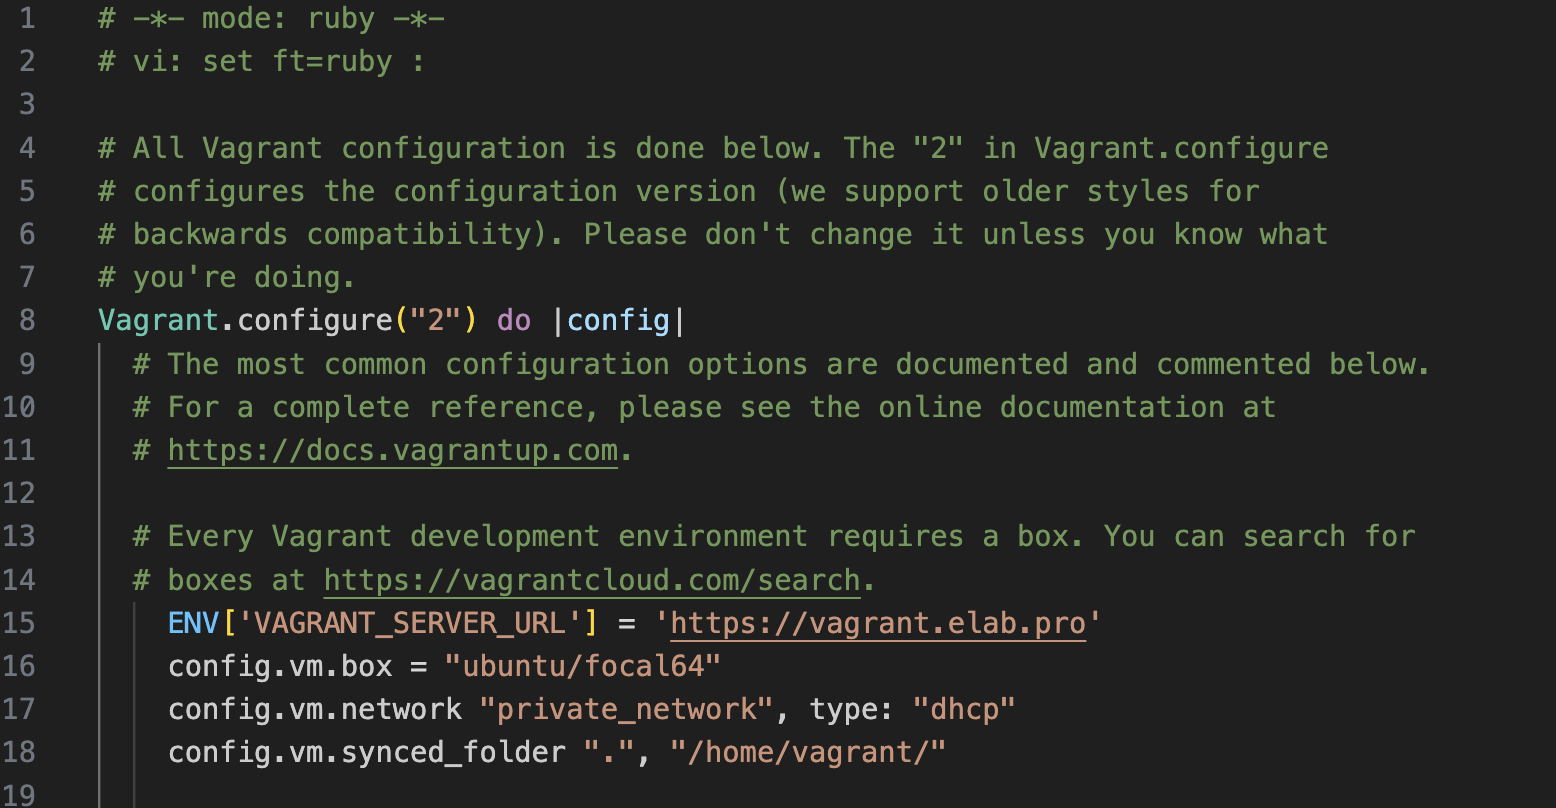 1 # -*- mode: ruby -*-
2 # vi: set ft=ruby :
3
4 # All Vagrant configuration is done below. The "2" in Vagrant.configure
5 # configures the configuration version (we support older styles for
6 # backwards compatibility). Please don't change it unless you know what
7 # you're doing.
8 Vagrant.configure("2") do |config|
9   # The most common configuration options are documented and commented below.
10   # For a complete reference, please see the online documentation at
11   # https://docs.vagrantup.com.
12
13   # Every Vagrant development environment requires a box. You can search for
14   # boxes at https://vagrantcloud.com/search.
15     ENV['VAGRANT_SERVER_URL'] = 'https://vagrant.elab.pro'
16     config.vm.box = "ubuntu/focal64"
17     config.vm.network "private_network", type: "dhcp"
18     config.vm.synced_folder ".", "/home/vagrant/"
19